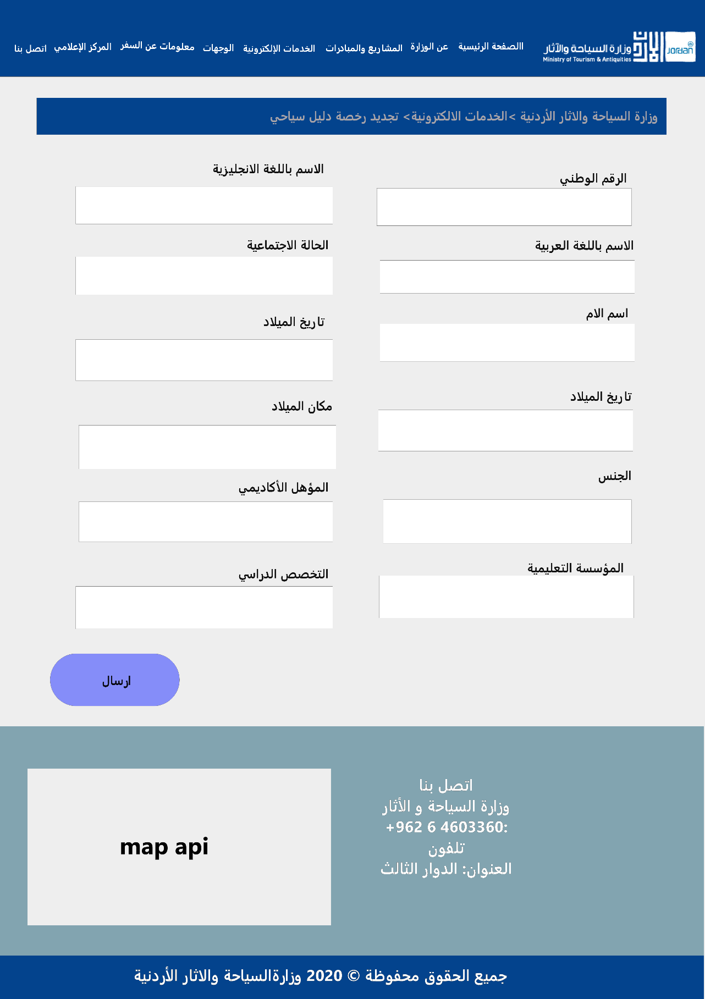 االصفحة الرئيسية عن الوزارة المشاريع والمبادرات الخدمات الإلكترونية الوجهات معلومات عن السفر المركز الإعلامي اتصل بنا
وزارة السياحة والآثار
Ministry of Tourism & Antiquities
الأردن
Jordan
وزارة السياحة والاثار الأردنية >الخدمات الالكترونية> تجديد رخصة دليل سياحي
الرقم الوطني
الاسم باللغة الانجليزية
الاسم باللغة العربية
الحالة الاجتماعية
اسم الام
تاريخ الميلاد
تاريخ الميلاد
مكان الميلاد
الجنس
المؤهل الأكاديمي
المؤسسة التعليمية
التخصص الدراسي
ارسال
اتصل بنا
وزارة السياحة و الأثار
+962 6 4603360:
تلفون
العنوان: الدوار الثالث
map api
جميع الحقوق محفوظة © 2020 وزارةالسياحة والاثار الأردنية